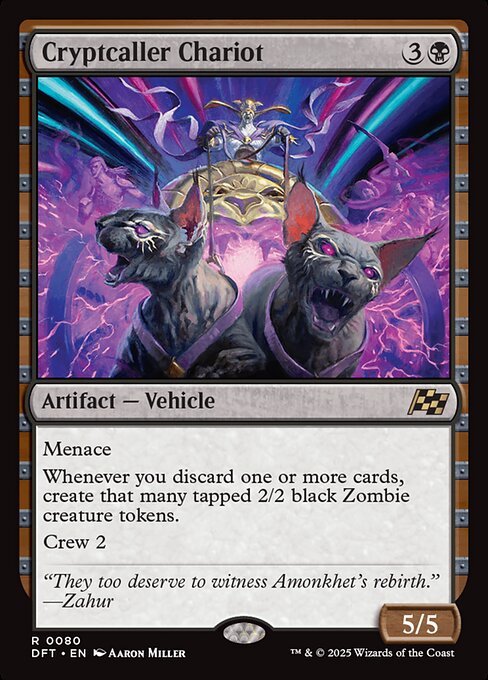 Cryptcaller Chariot 3
Artifact — Vehicle
Menace
Whenever you discard one or more cards,
create that many tapped 2/2 black Zombie
creature tokens.
Crew 2
“They too deserve to witness Amonkhet’s rebirth.”
—Zahur
5/5
R 0080
DFT • EN Aaron Miller
™ & © 2025 Wizards of the Coast